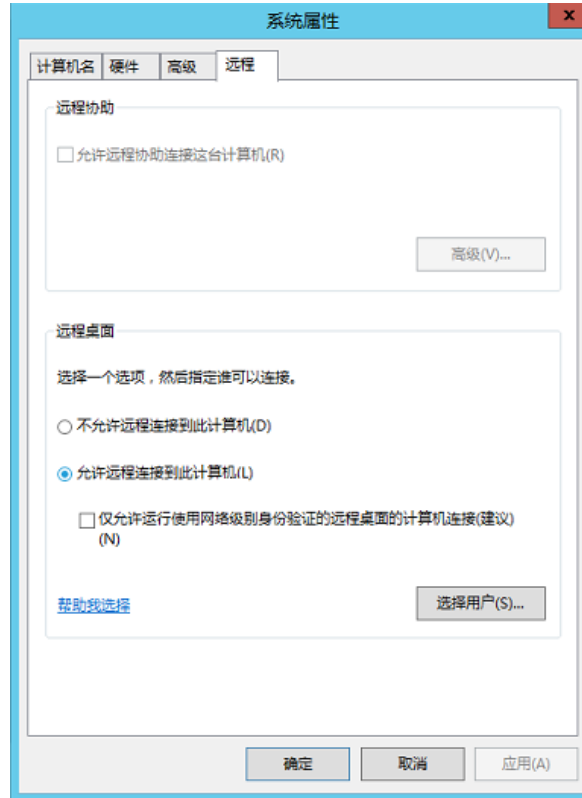 系统属性
x
计算机名 硬件 高级 远程
远程协助
允许远程协助连接这台计算机(R)
高级(V)...
远程桌面
选择一个选项，然后指定谁可以连接。
不允许远程连接到此计算机(D)
允许远程连接到此计算机(L)
仅允许运行使用网络级别身份验证的远程桌面的计算机连接(建议)
(N)
帮助我选择 选择用户(S)...
确定 取消 应用(A)